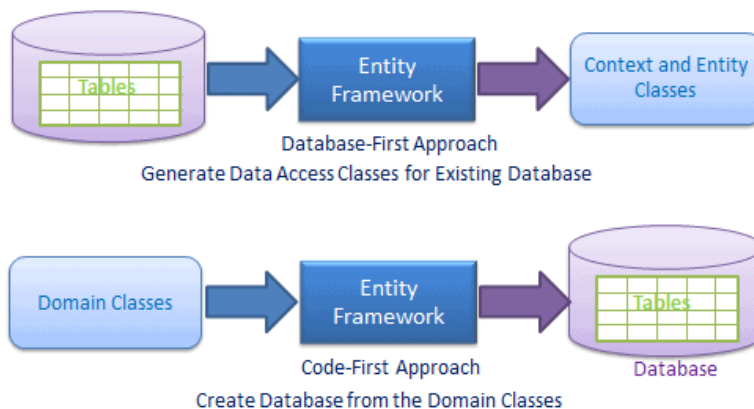 Tables
Entity
Framework
Context and Entity
Classes
Database-First Approach
Generate Data Access Classes for Existing Database
Domain Classes
Entity
Framework
Tables
Code-First Approach
Database
Create Database from the Domain Classes